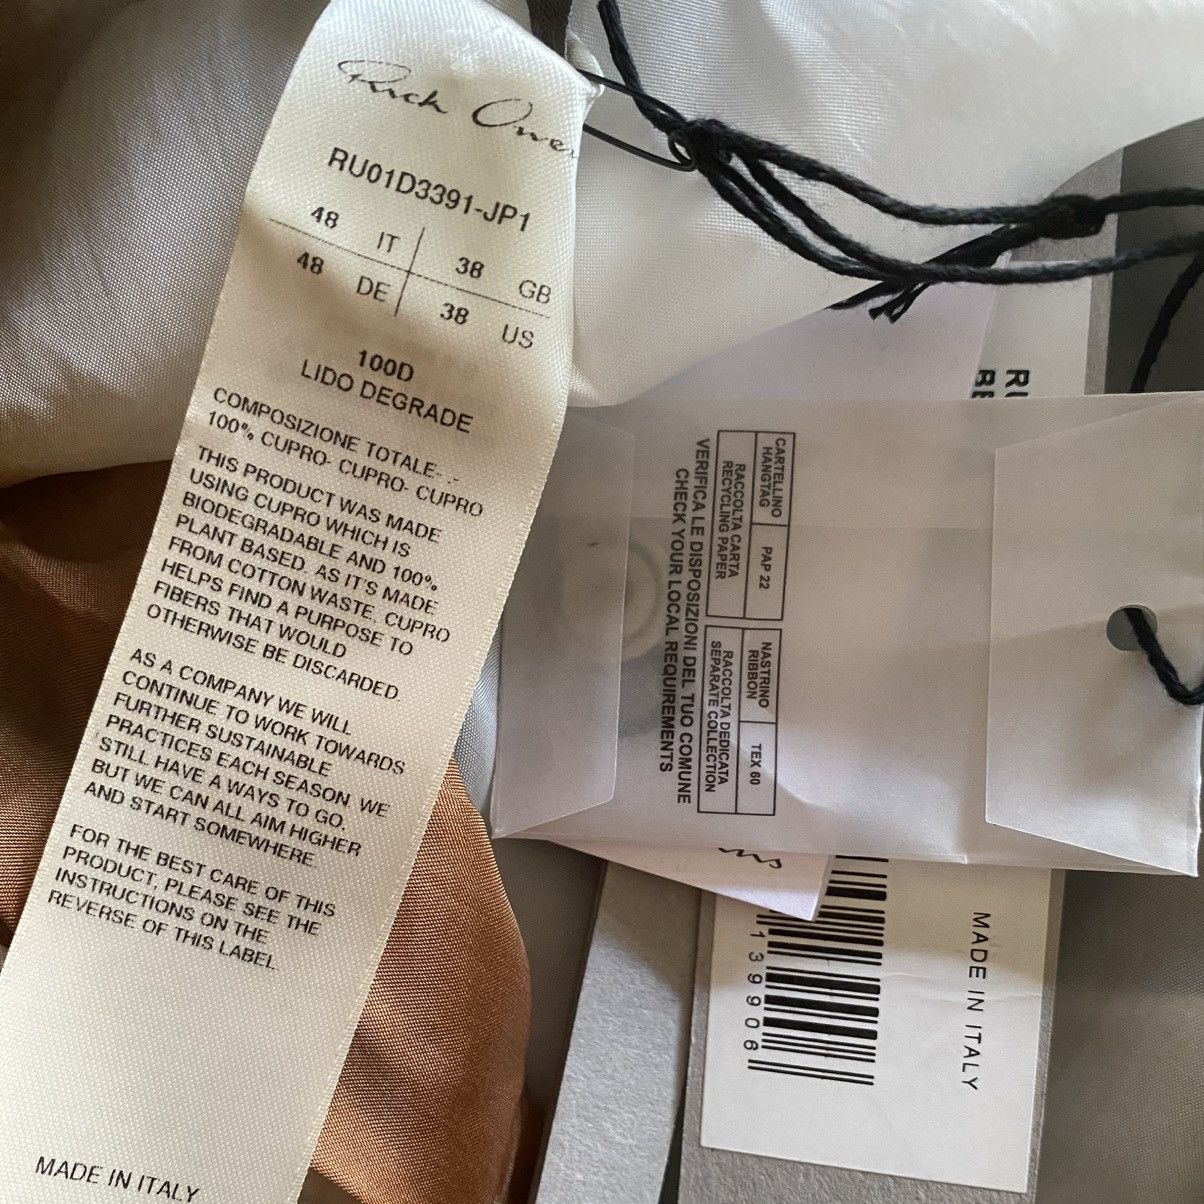 Rick Owe
RU01D3391-JP1
48 IT 38 GB
48 DE 38 US
100D
LIDO DEGRADE
COMPOSIZIONE TOTALE- .-
100% CUPRO- CUPRO- CUPRO
THIS PRODUCT WAS MADE
USING CUPRO WHICH IS
BIODEGRADABLE AND 100%
PLANT BASED. AS IT'S MADE
FROM COTTON WASTE, CUPRO
HELPS FIND A PURPOSE TO
FIBERS THAT WOULD
OTHERWISE BE DISCARDED.
AS A COMPANY WE WILL
CONTINUE TO WORK TOWARDS
FURTHER SUSTAINABLE
PRACTICES EACH SEASON. WE
STILL HAVE A WAYS TO GO.
BUT WE CAN ALL AIM HIGHER
AND START SOMEWHERE.
FOR THE BEST CARE OF THIS
PRODUCT, PLEASE SEE THE
INSTRUCTIONS ON THE
REVERSE OF THIS LABEL.
MADE IN ITALY
CARTELLINO
HANGTAG
PAP 22
RACCOLTA CARTA
RECYCLING PAPER
NASTRINO
RIBBON
TEX 60
RACCOLTA DEDICATA
SEPARATE COLLECTION
VERIFICA LE DISPOSIZIONI DEL TUO COMUNE
CHECK YOUR LOCAL REQUIREMENTS
RU
BE
MADE IN ITALY
139906